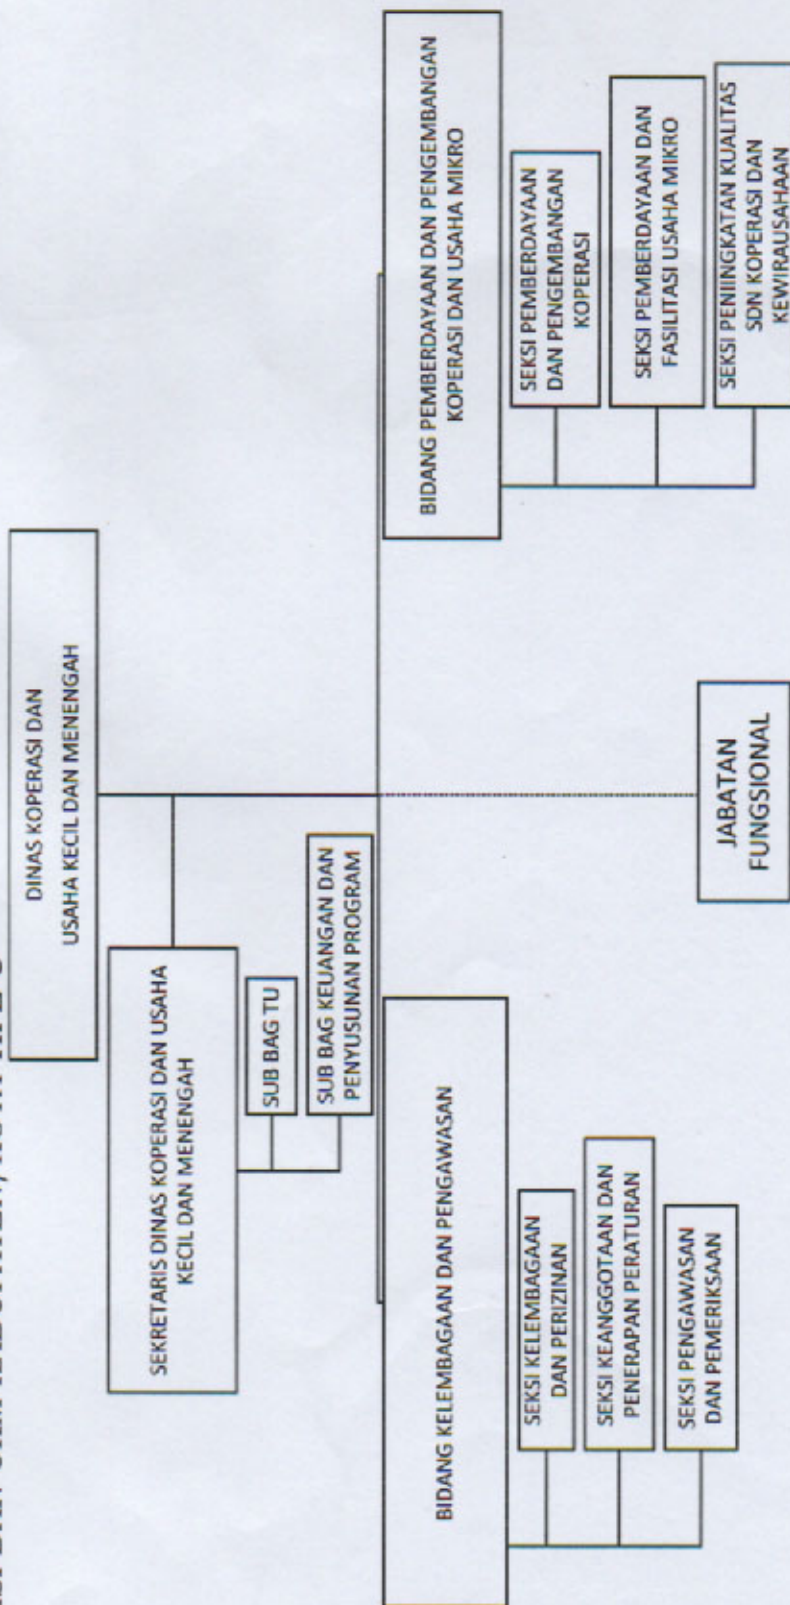 DINAS KOPERASI DAN
USAHA KECIL DAN MENENGAH
SEKRETARIS DINAS KOPERASI DAN USAHA
KECIL DAN MENENGAH
SUB BAG TU
SUB BAG KEUANGAN DAN
PENYUSUNAN PROGRAM
BIDANG KELEMBAGAAN DAN PENGAWASAN
SEKSI KELEMBAGAAN
DAN PERIZINAN
SEKSI KEANGGOTAAN DAN
PENERAPAN PERATURAN
SEKSI PENGAWASAN
DAN PEMERIKSAAN
BIDANG PEMBERDAYAAN DAN PENGEMBANGAN
KOPERASI DAN USAHA MIKRO
SEKSI PEMBERDAYAAN
DAN PENGEMBANGAN
KOPERASI
SEKSI PEMBERDAYAAN DAN
FASILITASI USAHA MIKRO
SEKSI PENIINGKATAN KUALITAS
SDN KOPERASI DAN
KEWIRAUSAHAAN
JABATAN
FUNGSIONAL